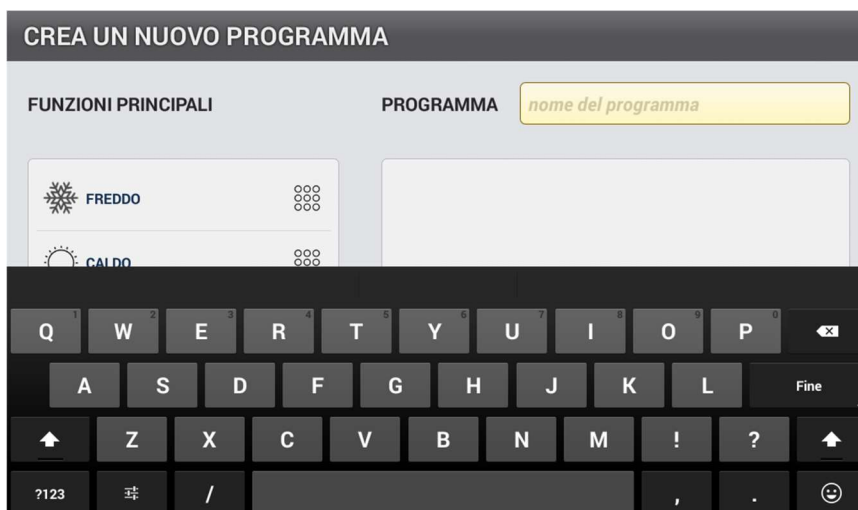 CREA UN NUOVO PROGRAMMA
FUNZIONI PRINCIPALI PROGRAMMA nome del programma
FREDDO
CALDO
1 2 3 4 5 6 7 8 9 0
Q W E R T Y U I O P
A S D F G H J K L Fine
Z X C V B N M ! ?
?123 / , .